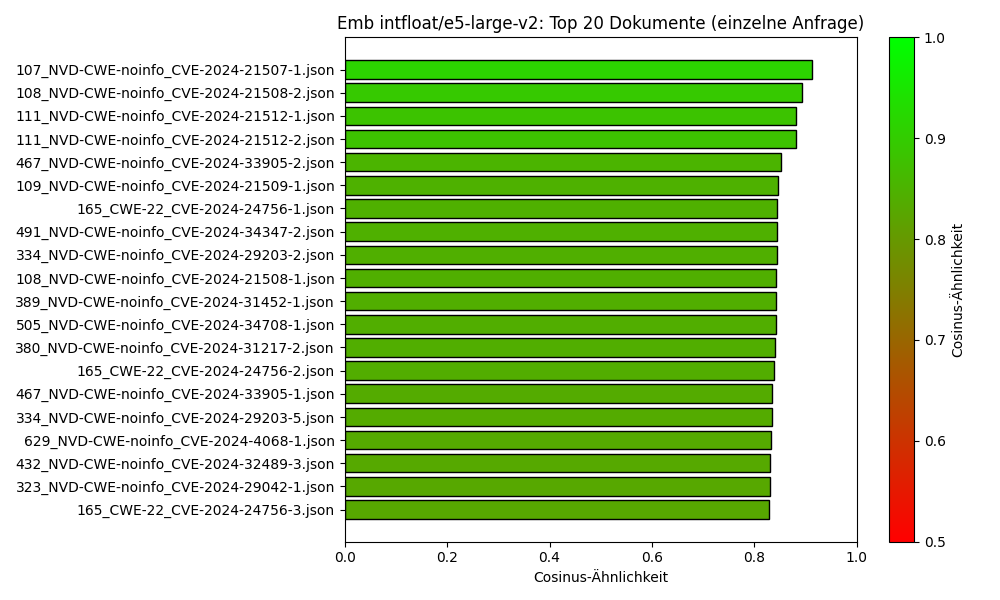 Emb intfloat/e5-large-v2: Top 20 Dokumente (einzelne Anfrage)
107_NVD-CWE-noinfo_CVE-2024-21507-1.json
108_NVD-CWE-noinfo_CVE-2024-21508-2.json
111_NVD-CWE-noinfo_CVE-2024-21512-1.json
111_NVD-CWE-noinfo_CVE-2024-21512-2.json
467_NVD-CWE-noinfo_CVE-2024-33905-2.json
109_NVD-CWE-noinfo_CVE-2024-21509-1.json
165_CWE-22_CVE-2024-24756-1.json
491_NVD-CWE-noinfo_CVE-2024-34347-2.json
334_NVD-CWE-noinfo_CVE-2024-29203-2.json
108_NVD-CWE-noinfo_CVE-2024-21508-1.json
389_NVD-CWE-noinfo_CVE-2024-31452-1.json
505_NVD-CWE-noinfo_CVE-2024-34708-1.json
380_NVD-CWE-noinfo_CVE-2024-31217-2.json
165_CWE-22_CVE-2024-24756-2.json
467_NVD-CWE-noinfo_CVE-2024-33905-1.json
334_NVD-CWE-noinfo_CVE-2024-29203-5.json
629_NVD-CWE-noinfo_CVE-2024-4068-1.json
432_NVD-CWE-noinfo_CVE-2024-32489-3.json
323_NVD-CWE-noinfo_CVE-2024-29042-1.json
165_CWE-22_CVE-2024-24756-3.json
0.0 0.2 0.4 0.6 0.8 1.0
Cosinus-Ähnlichkeit
1.0
0.9
0.8
0.7
0.6
0.5
Cosinus-Ähnlichkeit